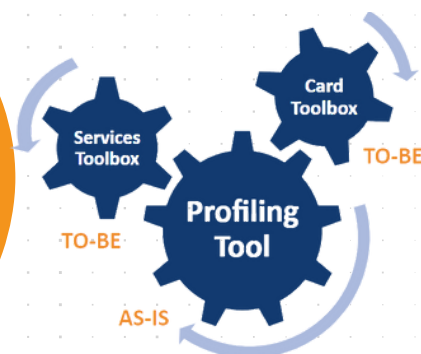 Card
Toolbox
TO-BE
Services
Toolbox
TO-BE
Profiling
Tool
AS-IS